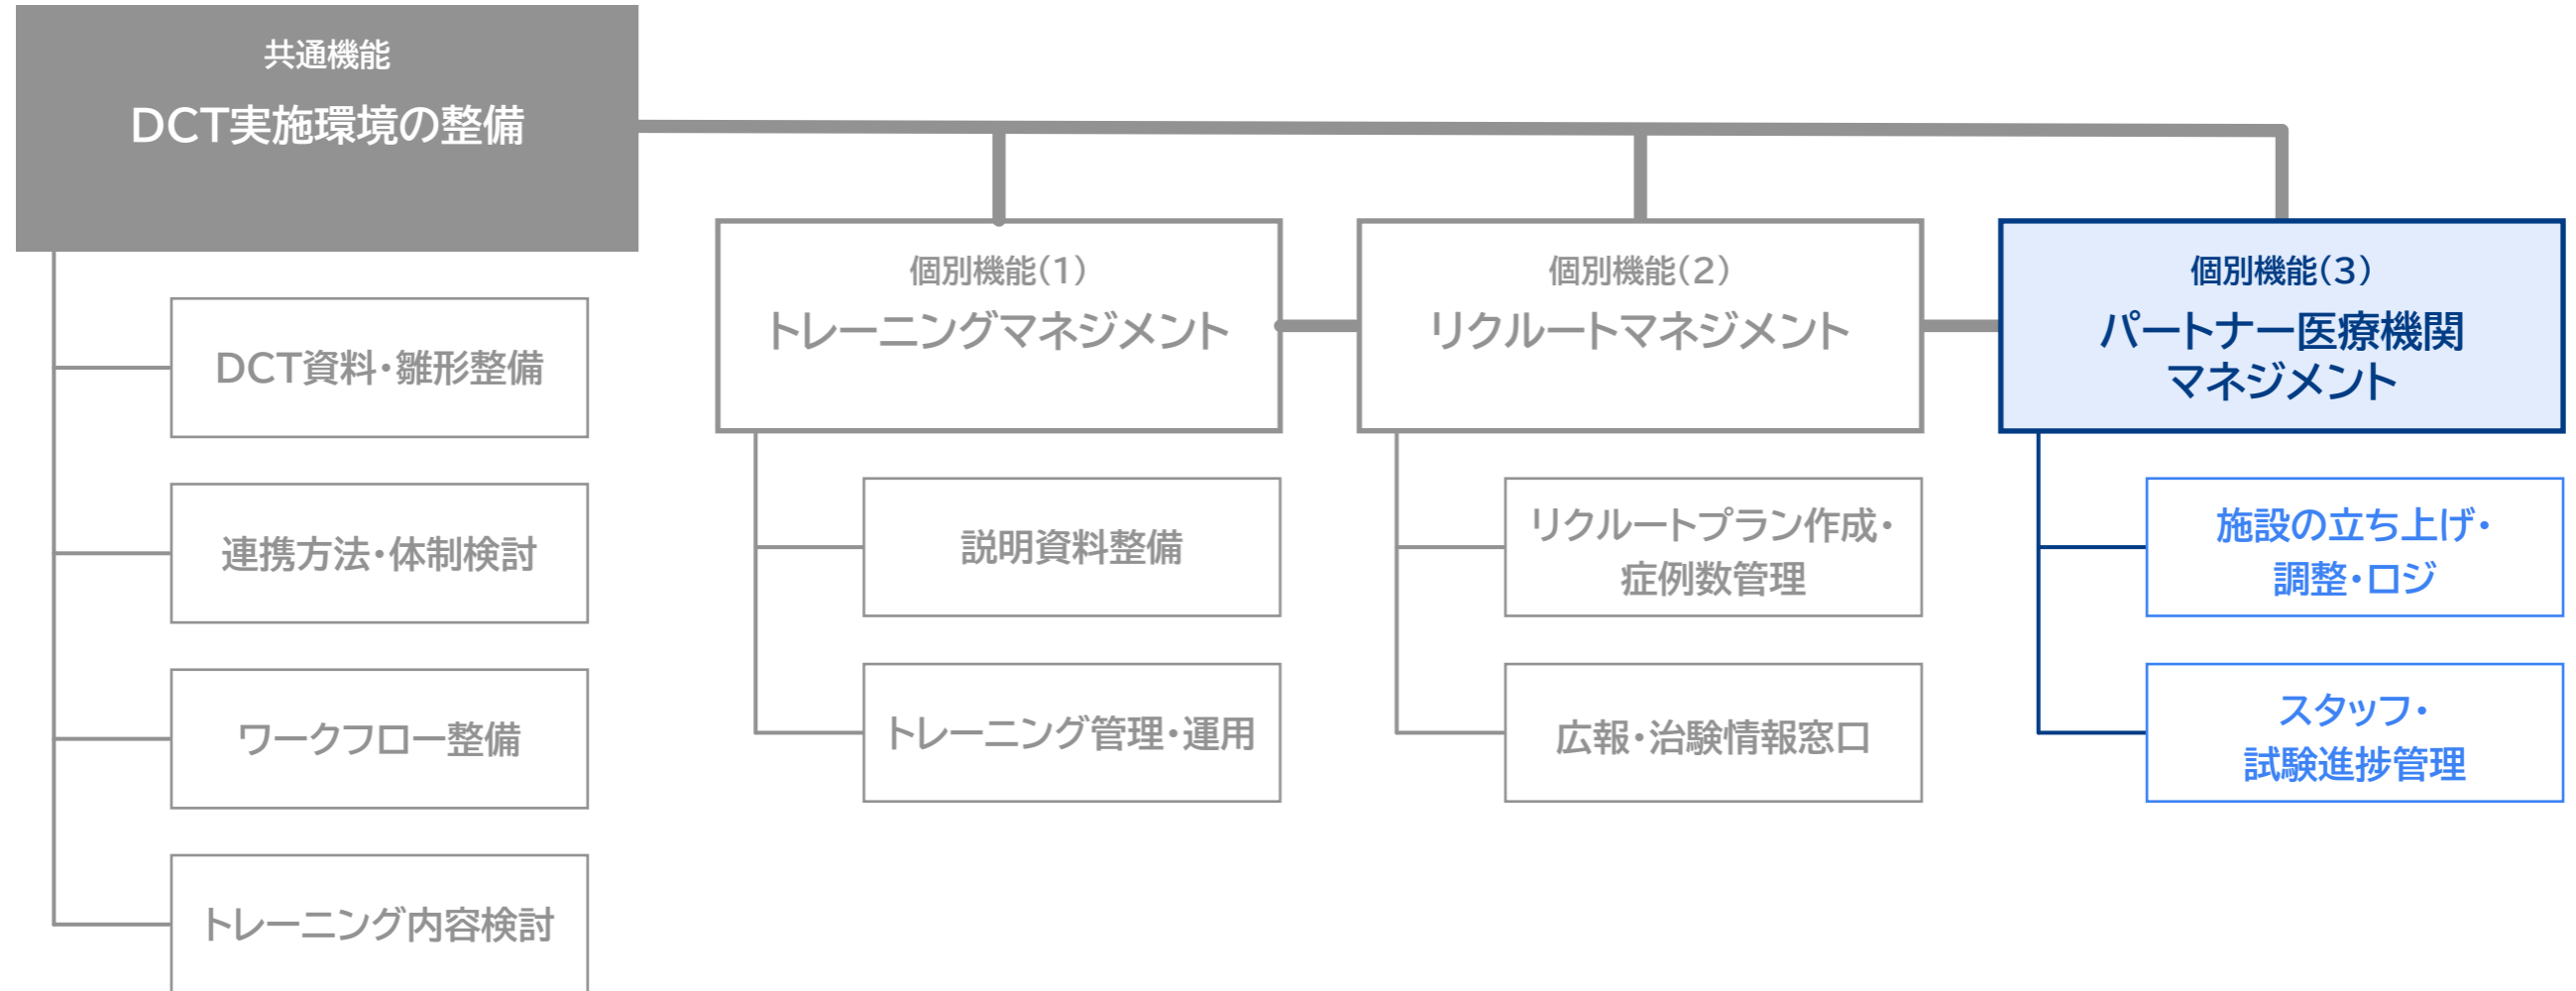 共通機能
DCT実施環境の整備
DCT資料・雛形整備
連携方法・体制検討
ワークフロー整備
トレーニング内容検討
個別機能(1)
トレーニングマネジメント
説明資料整備
トレーニング管理・運用
個別機能(2)
リクルートマネジメント
リクルートプラン作成・
症例数管理
広報・治験情報窓口
個別機能(3)
パートナー医療機関
マネジメント
施設の立ち上げ・
調整・ロジ
スタッフ・
試験進捗管理